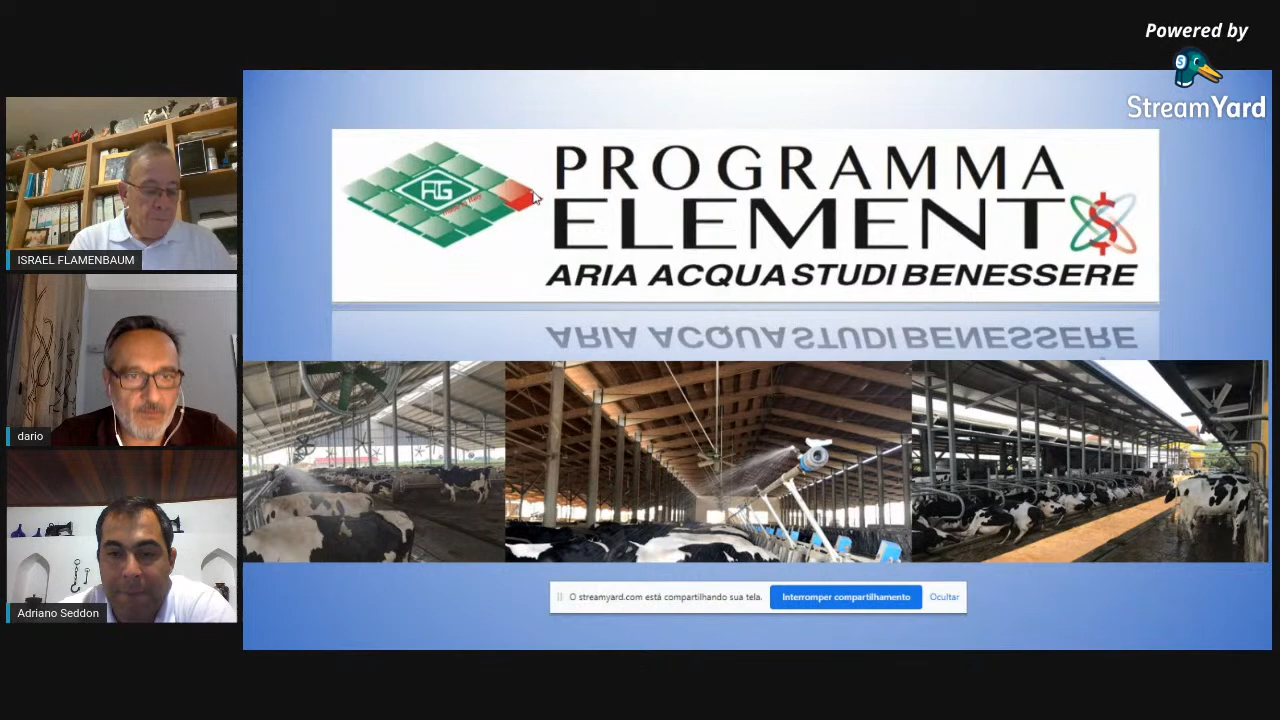 Powered by
StreamYard
PROGRAMMA
ELEMENT$
ARIA ACQUA STUDI BENESSERE
ARIA ACQUA STUDI BENESSERE
ATG
ISRAEL FLAMENBAUM
dario
Adriano Seddon
O streamyard.com está compartilhando sua tela.
Interromper compartilhamento
Ocultar